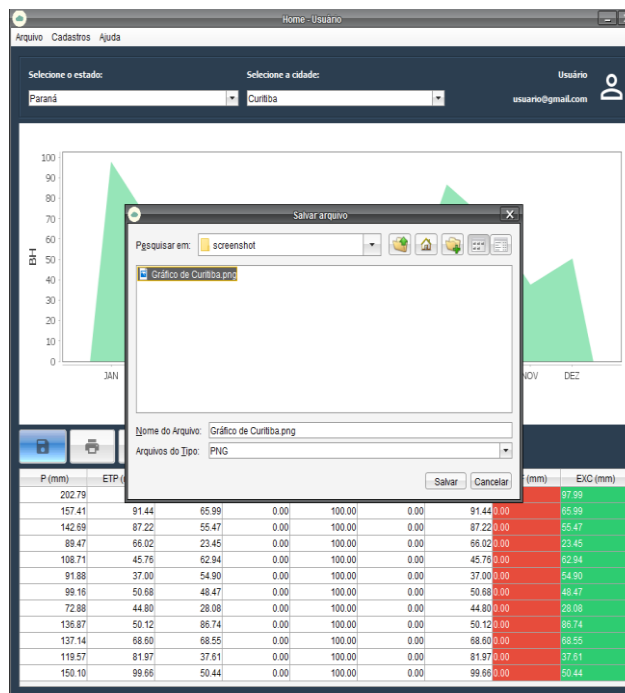 Home - Usuário
Arquivo Cadastros Ajuda
Selecione o estado: Selecione a cidade: Usuário
Paraná Curitiba usuario@gmail.com
100
90
80
70
60
50
40
30
20
10
0
BH
JAN NOV DEZ
Salvar arquivo
Pesquisar em: screenshot
Gráfico de Curitiba.png
Nome do Arquivo: Gráfico de Curitiba.png
Arquivos do Tipo: PNG
Salvar Cancelar
P (mm) ETP (mm) EXC (mm)
202.79 97.99
157.41 91.44 65.99 0.00 100.00 0.00 91.44 0.00 65.99
142.69 87.22 55.47 0.00 100.00 0.00 87.22 0.00 55.47
89.47 66.02 23.45 0.00 100.00 0.00 66.02 0.00 23.45
108.71 45.76 62.94 0.00 100.00 0.00 45.76 0.00 62.94
91.88 37.00 54.90 0.00 100.00 0.00 37.00 0.00 54.90
99.16 50.68 48.47 0.00 100.00 0.00 50.68 0.00 48.47
72.88 44.80 28.08 0.00 100.00 0.00 44.80 0.00 28.08
136.87 50.12 86.74 0.00 100.00 0.00 50.12 0.00 86.74
137.14 68.60 68.55 0.00 100.00 0.00 68.60 0.00 68.55
119.57 81.97 37.61 0.00 100.00 0.00 81.97 0.00 37.61
150.10 99.66 50.44 0.00 100.00 0.00 99.66 0.00 50.44